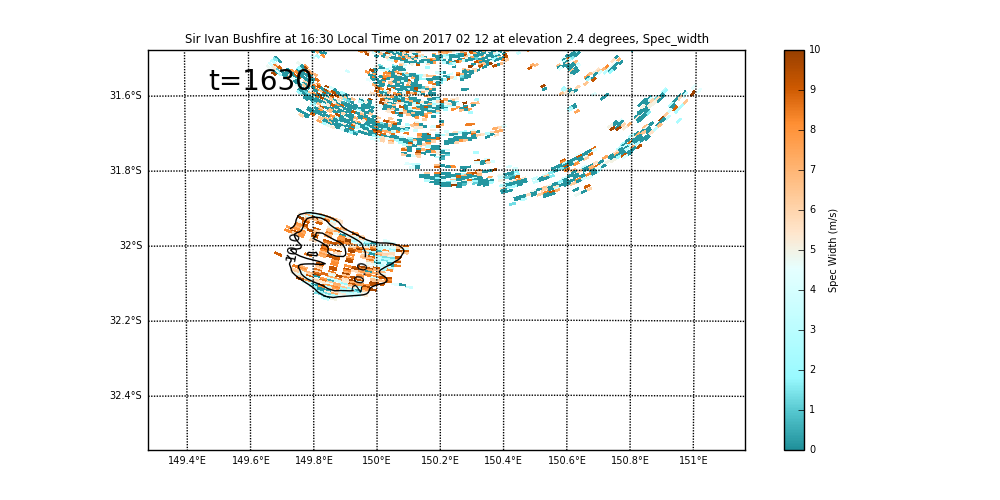 Sir Ivan Bushfire at 16:30 Local Time on 2017 02 12 at elevation 2.4 degrees, Spec_width
t=1630
31.6°S
31.8°S
32°S
32.2°S
32.4°S
149.4°E 149.6°E 149.8°E 150°E 150.2°E 150.4°E 150.6°E 150.8°E 151°E
10
9
8
7
6
5
4
3
2
1
0
Spec Width (m/s)